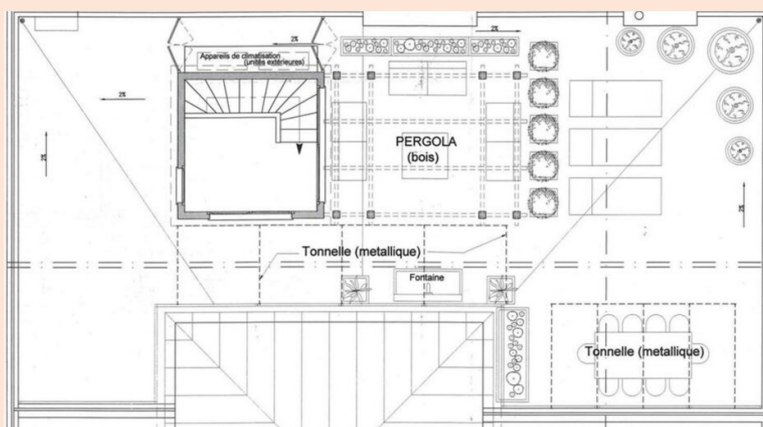 2%
2%
Appareils de climatisation
(unités extérieures)
2%
2%
PERGOLA
(bois)
2%
Tonnelle (metallique)
Fontaine
Tonnelle (metallique)